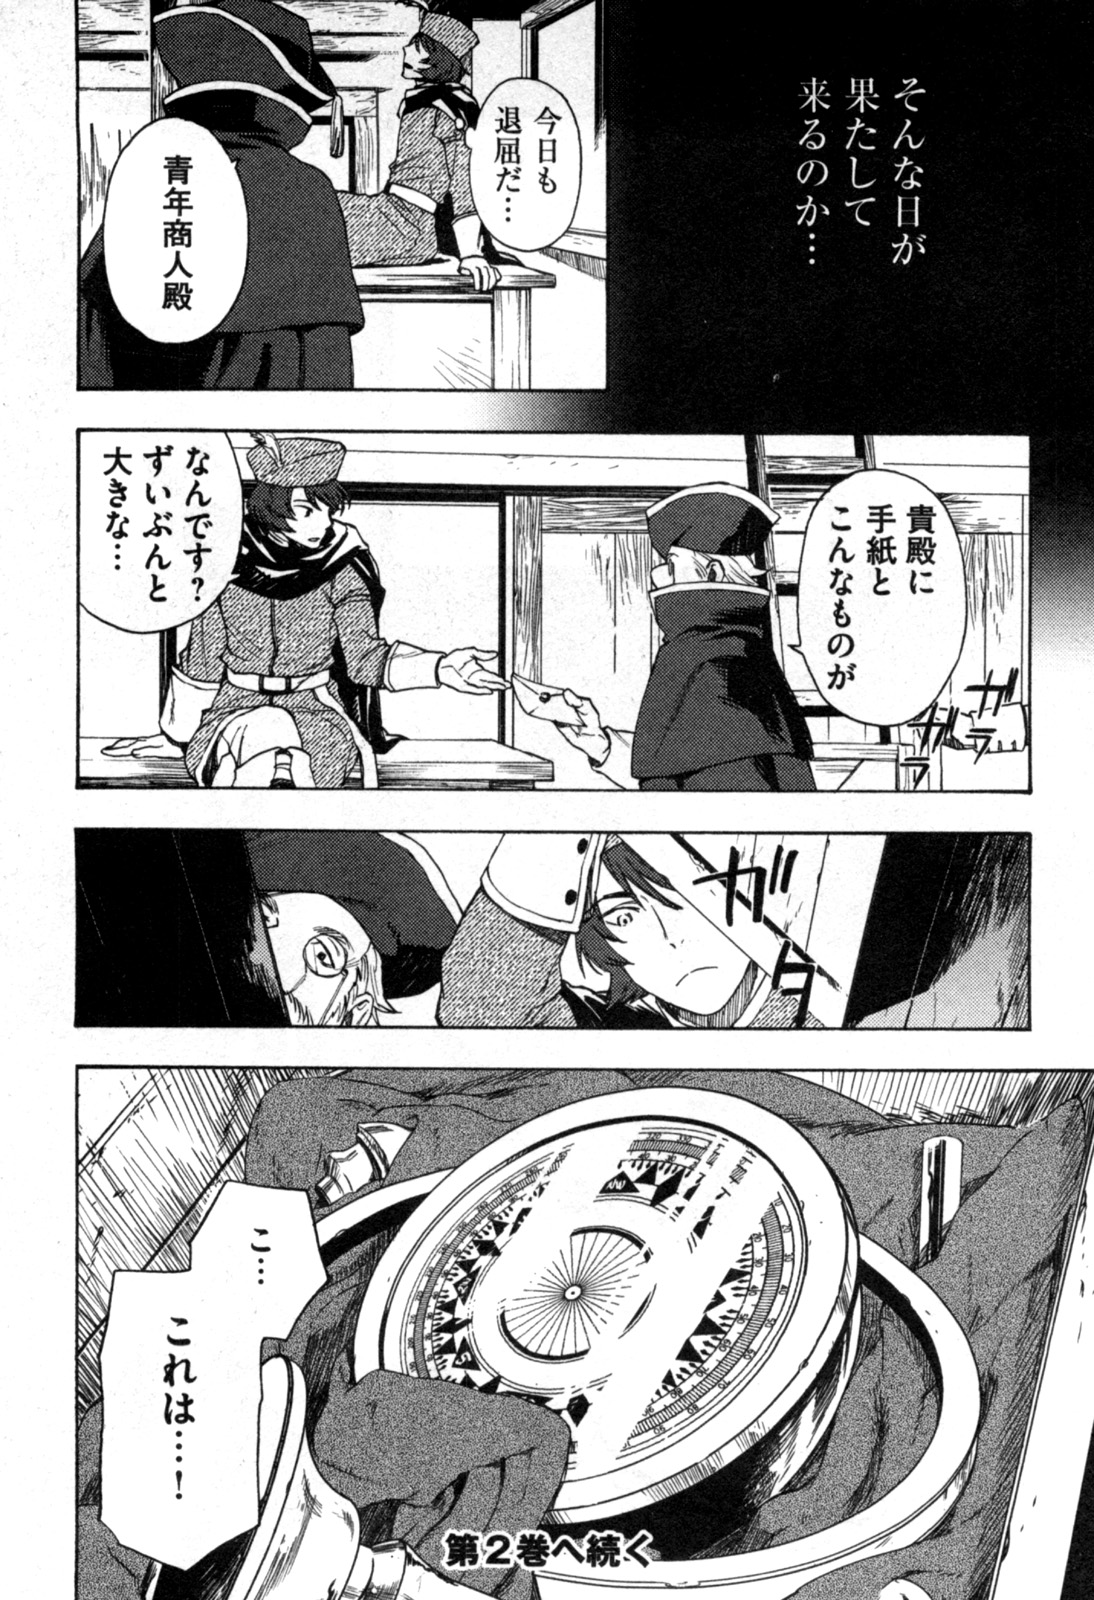 そんな日が
果たして
来るのか…
今日も
退屈だ…
青年商人殿
貴殿に
手紙と
こんなものが
ガラガラ
なんです？
ずいぶんと
大きな…
ガタ
こ…
これは……！
第2巻へ続く